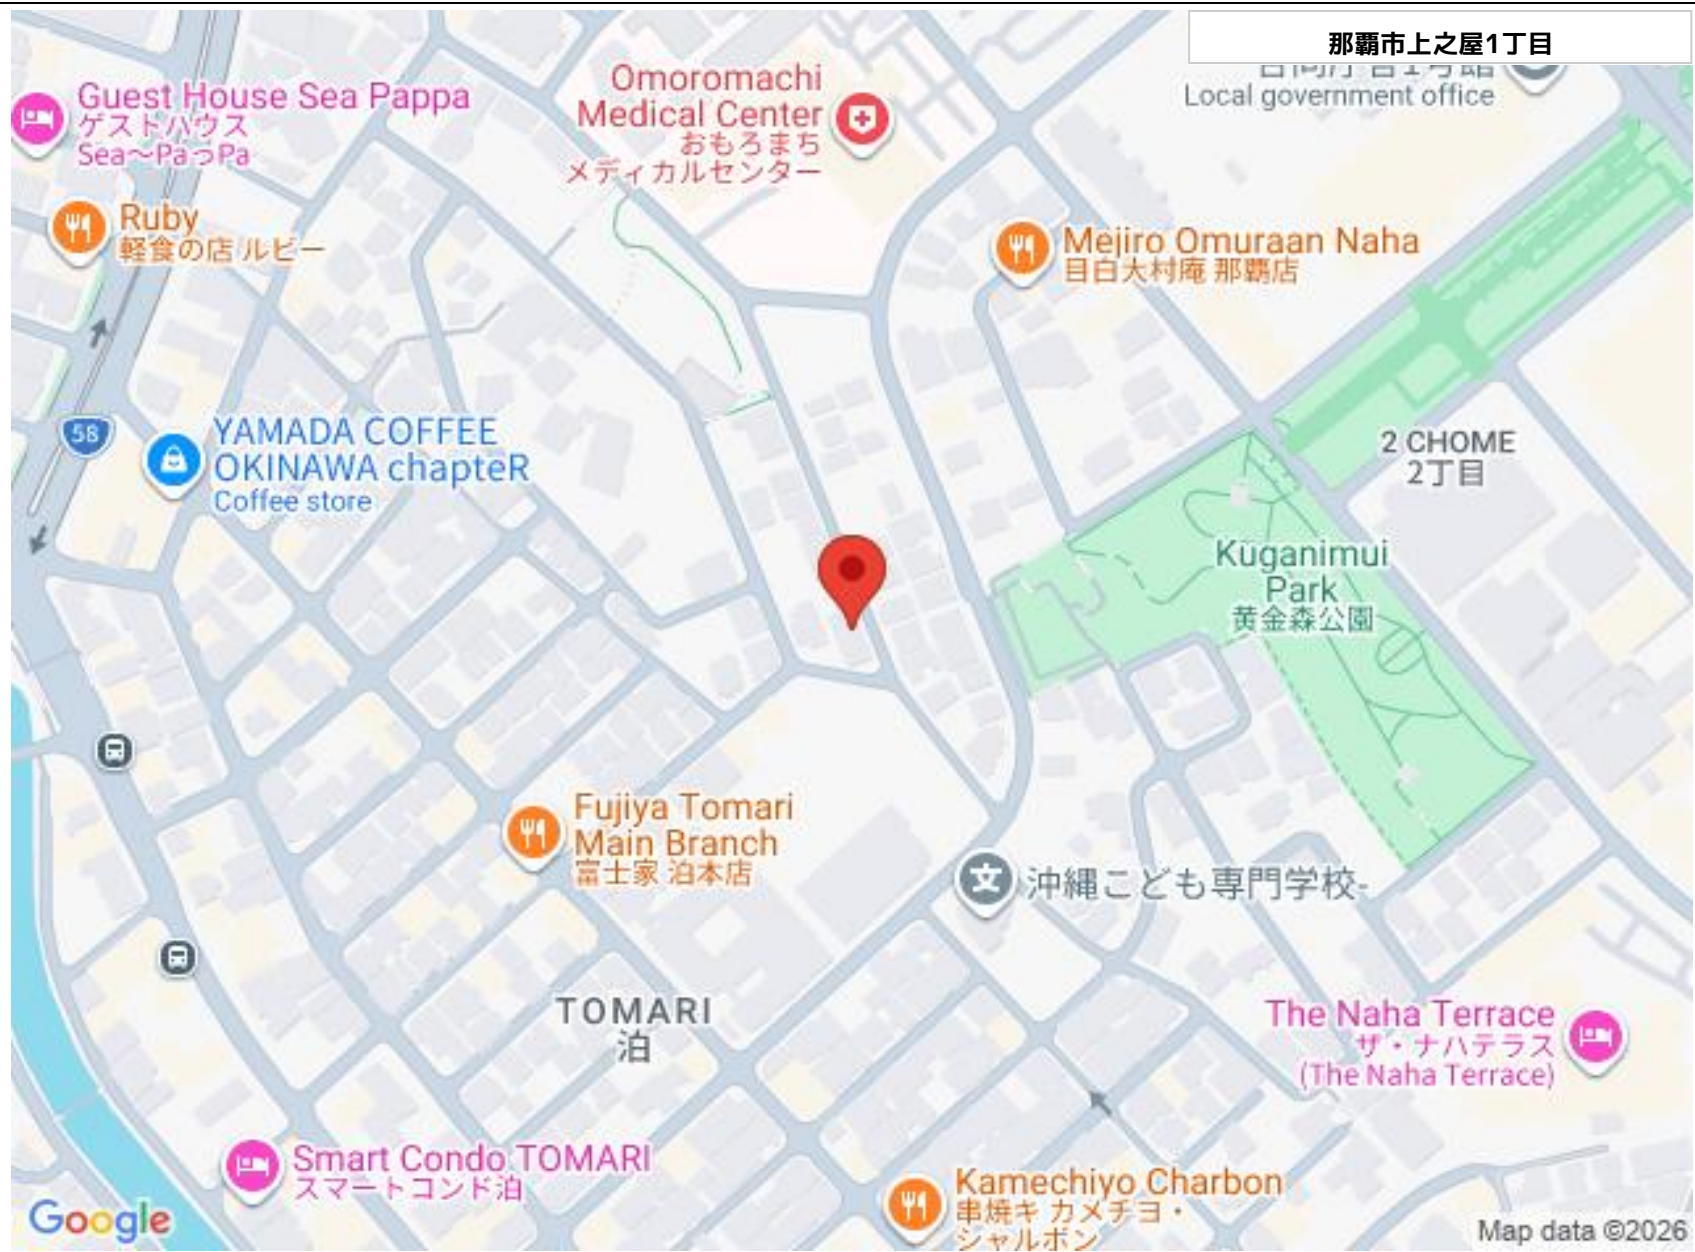 那覇市上之屋1丁目
Guest House Sea Pappa
ゲストハウス
Sea～PaっPa
Omoromachi
Medical Center
おもろまち
メディカルセンター
Local government office
Ruby
軽食の店 ルビー
Mejiro Omuraan Naha
目白大村庵 那覇店
58
YAMADA COFFEE
OKINAWA chapteR
Coffee store
2 CHOME
2丁目
Kuganimui
Park
黄金森公園
Fujiya Tomari
Main Branch
富士家 泊本店
沖縄こども専門学校-
TOMARI
泊
The Naha Terrace
ザ・ナハテラス
(The Naha Terrace)
Smart Condo TOMARI
スマートコンド泊
Kamechiyo Charbon
串焼キ カメチヨ・
シャルボン
Google
Map data ©2026